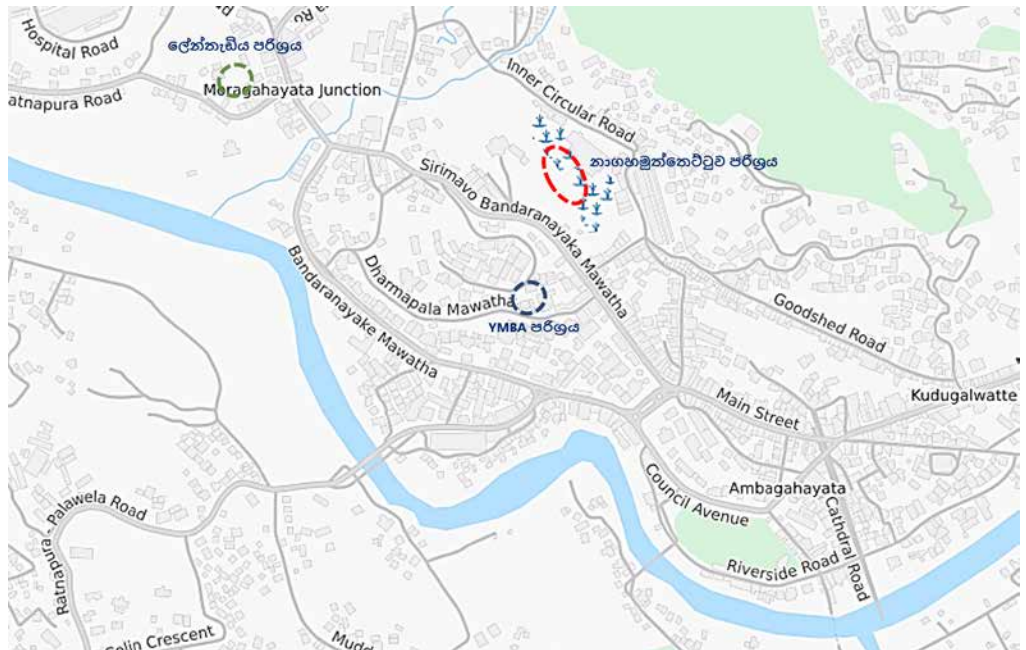 Hospital Road
ලේන්තැඩිය පරිශ්‍රය
Moragahayata Junction
atnapura Road
Inner Circular Road
නාගහමුත්තෙට්ටුව පරිශ්‍රය
Sirimavo Bandaranayaka Mawatha
Bandaranayake Mawatha
Dharmapala Mawatha
YMBA පරිශ්‍රය
Goodshed Road
Kudugalwatte
Main Street
Ambagahayata
Council Avenue
Cathdral Road
Riverside Road
Ratnapura - Palawela Road
olin Crescent
Mudd